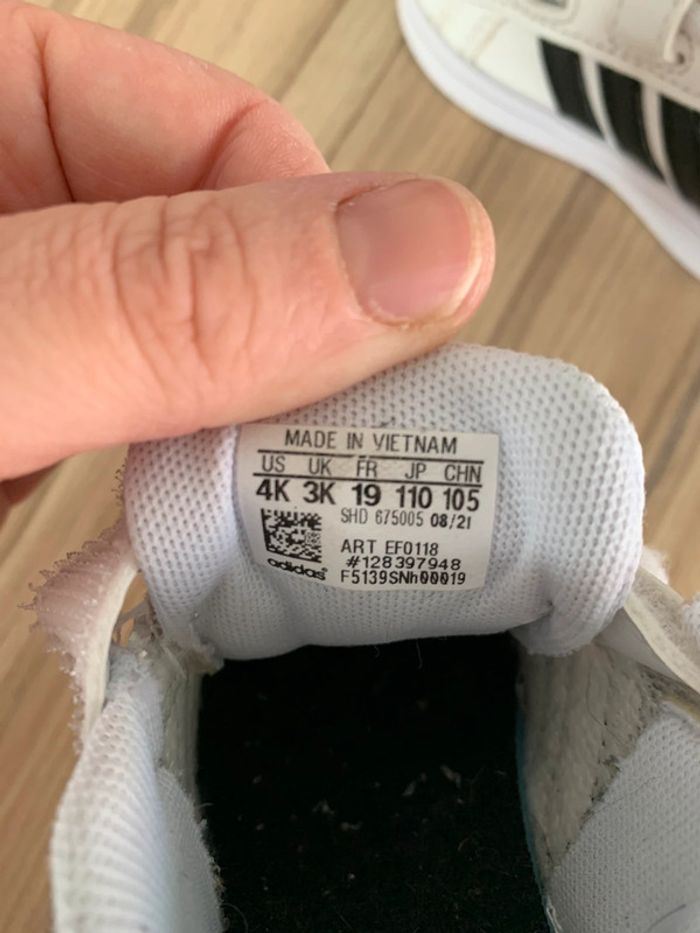 MADE IN VIETNAM
US UK FR JP CHN
4K 3K 19 110 105
SHD 675005 08/21
ART EF0118
#128397948
adidas
F5139SNh00019